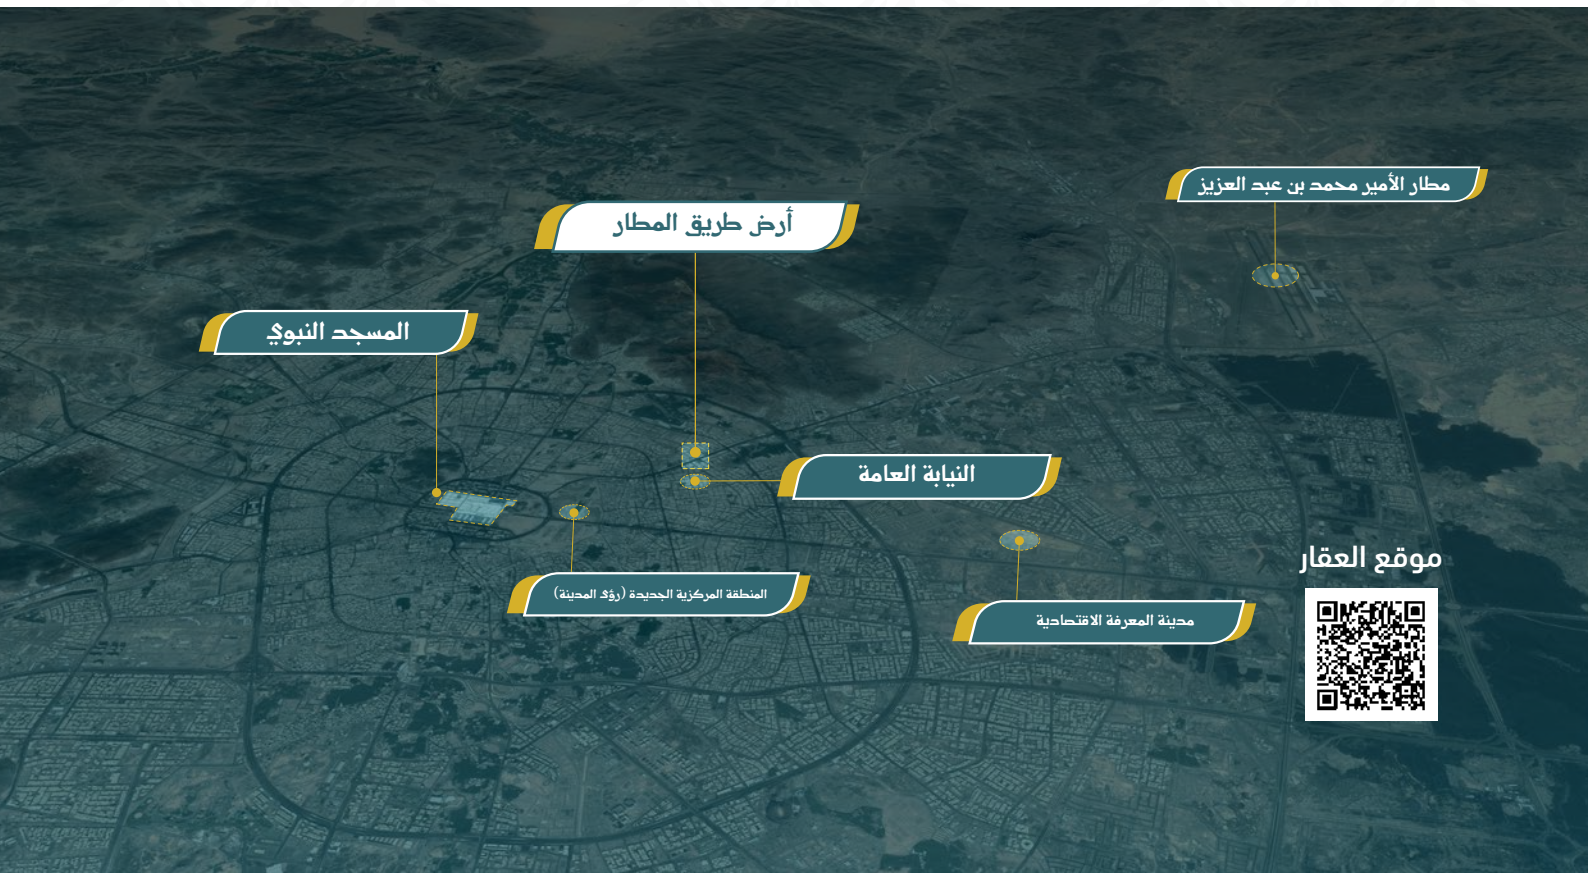 مطار الأمير محمد بن عبد العزيز
أرض طريق المطار
المسجد النبوي
النيابة العامة
موقع العقار
المنطقة المركزية الجديدة (رؤى المدينة)
مدينة المعرفة الاقتصادية